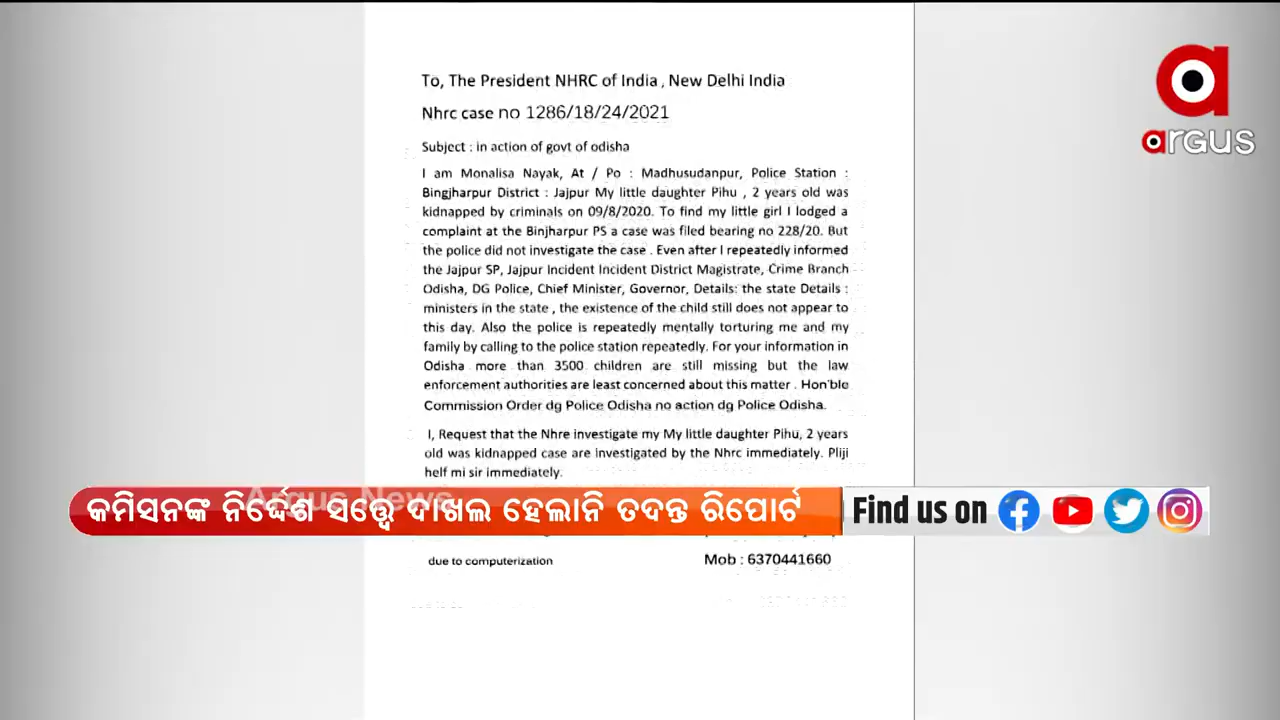 To, The President NHRC of India , New Delhi India
Nhrc case no 1286/18/24/2021
Subject : in action of govt of odisha
I am Monalisa Nayak, At / Po : Madhusudanpur, Police Station :
Bingjharpur District : Jajpur My little daughter Pihu , 2 years old was
kidnapped by criminals on 09/8/2020. To find my little girl I lodged a
complaint at the Binjharpur PS a case was filed bearing no 228/20. But
the police did not investigate the case . Even after I repeatedly informed
the Jajpur SP, Jajpur Incident Incident District Magistrate, Crime Branch
Odisha, DG Police, Chief Minister, Governor, Details: the state Details :
ministers in the state , the existence of the child still does not appear to
this day. Also the police is repeatedly mentally torturing me and my
family by calling to the police station repeatedly. For your information in
Odisha more than 3500 children are still missing but the law
enforcement authorities are least concerned about this matter . Hon'ble
Commission Order dg Police Odisha no action dg Police Odisha.
I, Request that the Nhre investigate my My little daughter Pihu, 2 years
old was kidnapped case are investigated by the Nhrc immediately. Pliji
helf mi sir immediately.
due to computerization
Mob : 6370441660
argus
Argus News
କମିସନଙ୍କ ନିର୍ଦ୍ଦେଶ ସତ୍ତ୍ୱେ ଦାଖଲ ହେଲାନି ତଦନ୍ତ ରିପୋର୍ଟ
Find us on